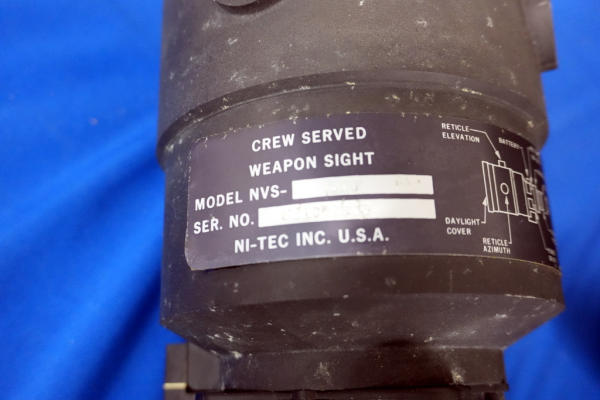 CREW SERVED
WEAPON SIGHT
MODEL NVS-
SER. NO.
NI-TEC INC. U.S.A.
RETICLE
ELEVATION
BATTERY
DAYLIGHT
COVER
RETICLE
AZIMUTH